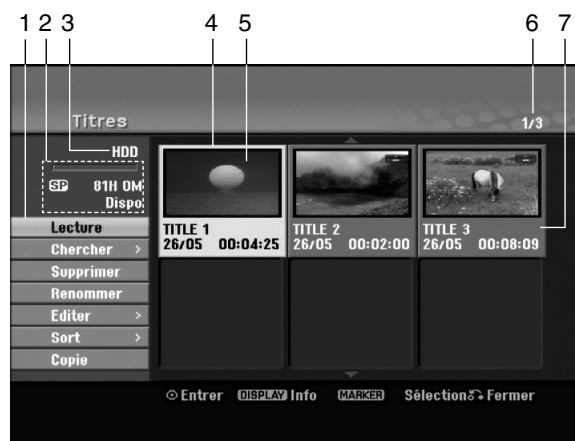 1 2 3 4 5 6 7
Titres
1/3
HDD
SP 81H 0M
Dispo
Lecture
Chercher >
Supprimer
Renommer
Editer >
Sort >
Copie
TITLE 1
26/05 00:04:25
TITLE 2
26/05 00:02:00
TITLE 3
26/05 00:08:09
Entrer DISPLAY Info MARKER Sélection Fermer